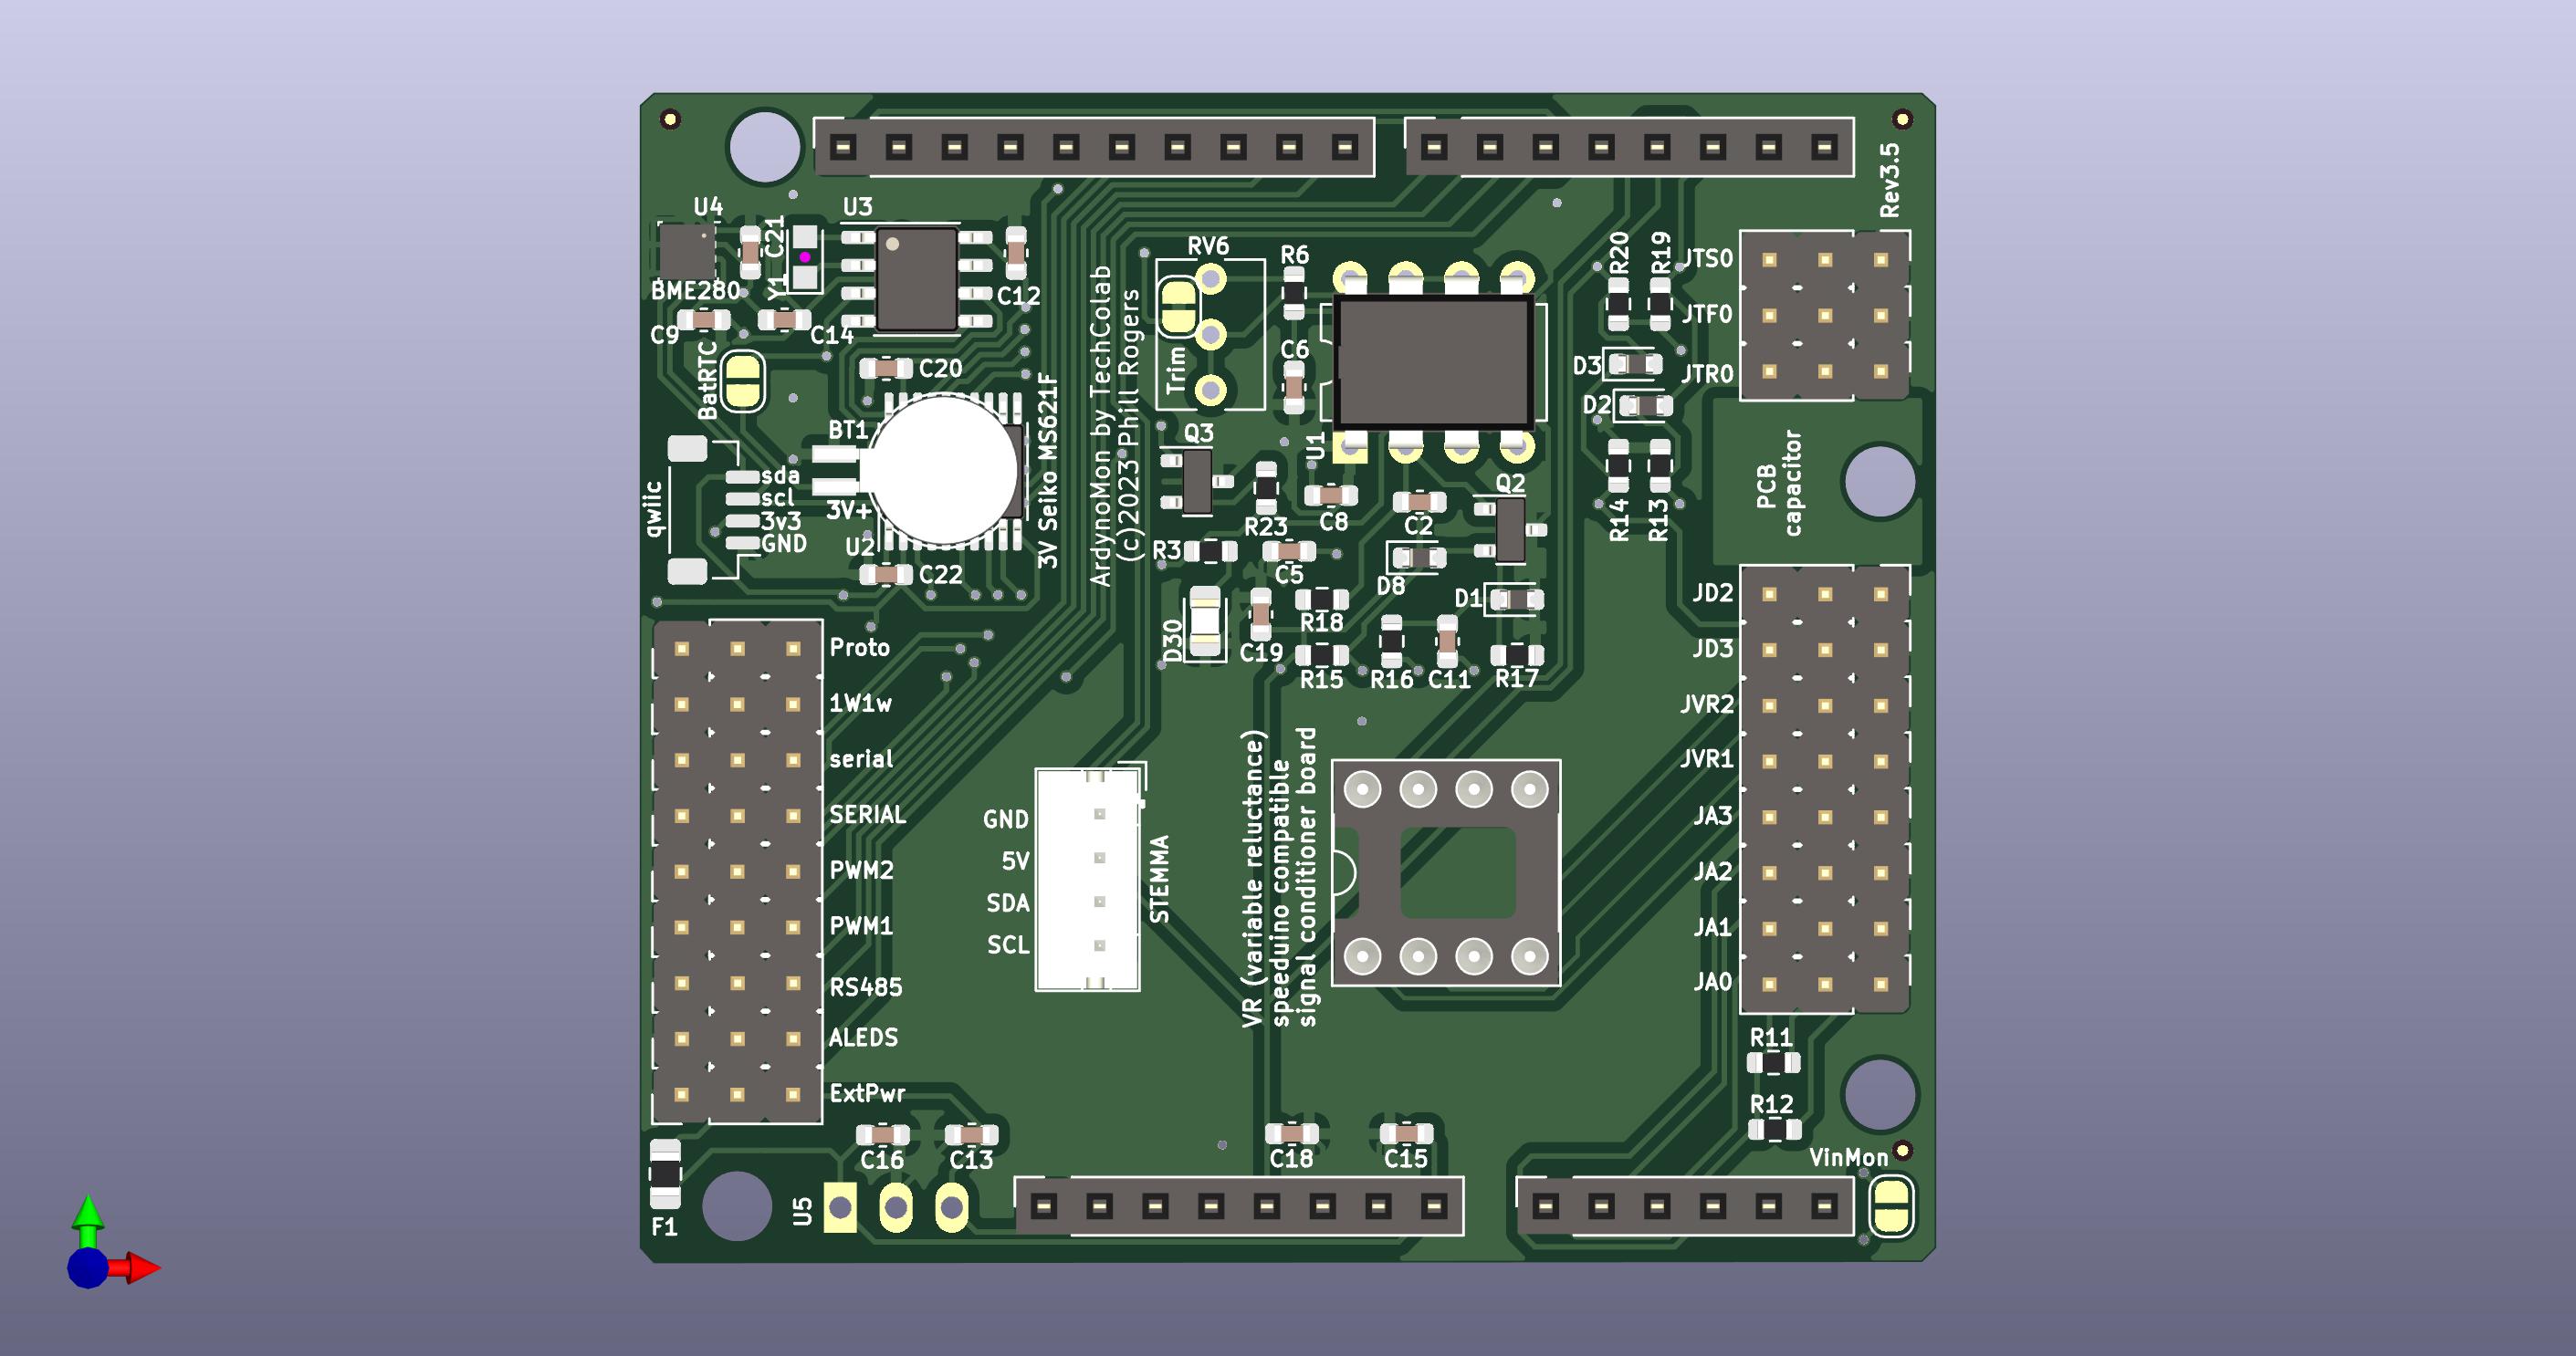 Rev3.5
U4
C21
U3
Y1
BME280
C12
C9
C14
BatRTC
C20
BT1
3V+
U2
C22
3V Seiko MS621F
qwiic
sda
scl
3v3
GND
ArdynoMon by TechColab
(c)2023 Phill Rogers
RV6
Trim
R6
C6
U1
Q3
R23
C8
C2
Q2
R3
C5
D8
D1
D30
C19
R18
R15
R16
C11
R17
R20
R19
D3
D2
R14
R13
JTS0
JTF0
JTR0
PCB
capacitor
JD2
JD3
JVR2
JVR1
JA3
JA2
JA1
JA0
Proto
1W1w
serial
SERIAL
PWM2
PWM1
RS485
ALEDS
ExtPwr
GND
5V
SDA
SCL
STEMMA
VR (variable reluctance)
speeduino compatible
signal conditioner board
R11
R12
VinMon
C16
C13
C18
C15
U5
F1